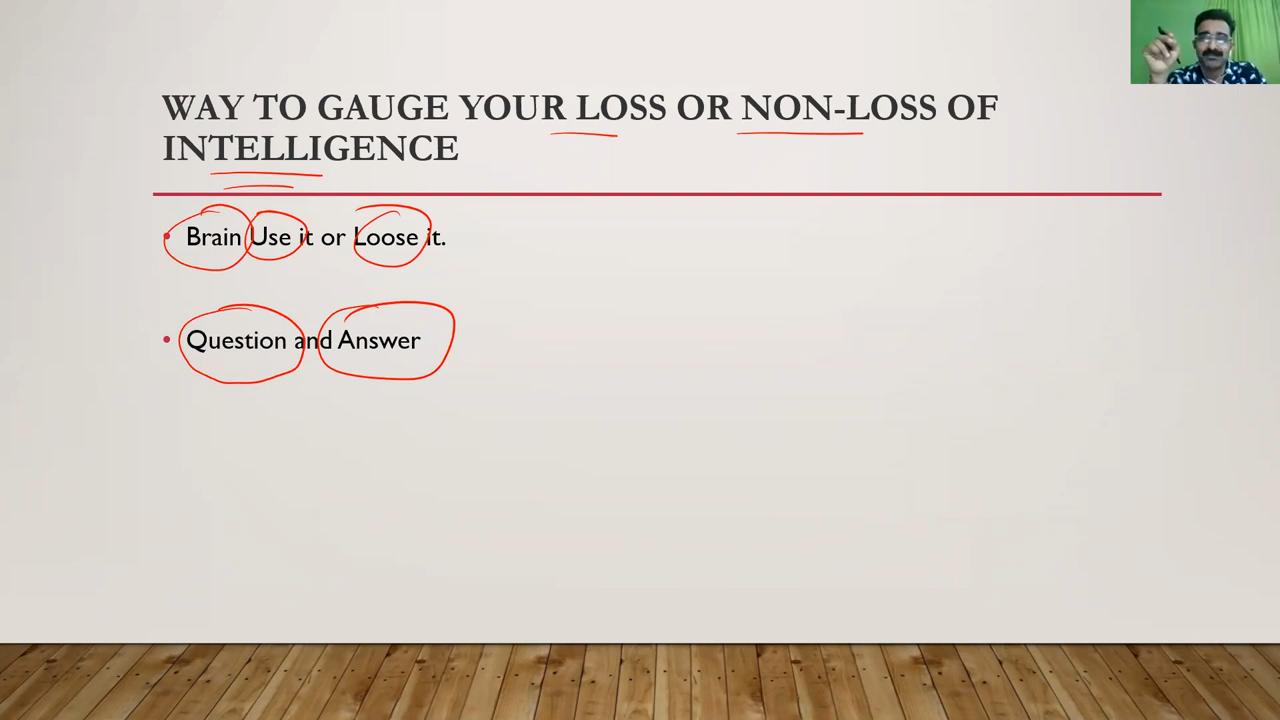 WAY TO GAUGE YOUR LOSS OR NON-LOSS OF
INTELLIGENCE
• Brain Use it or Loose it.
• Question and Answer